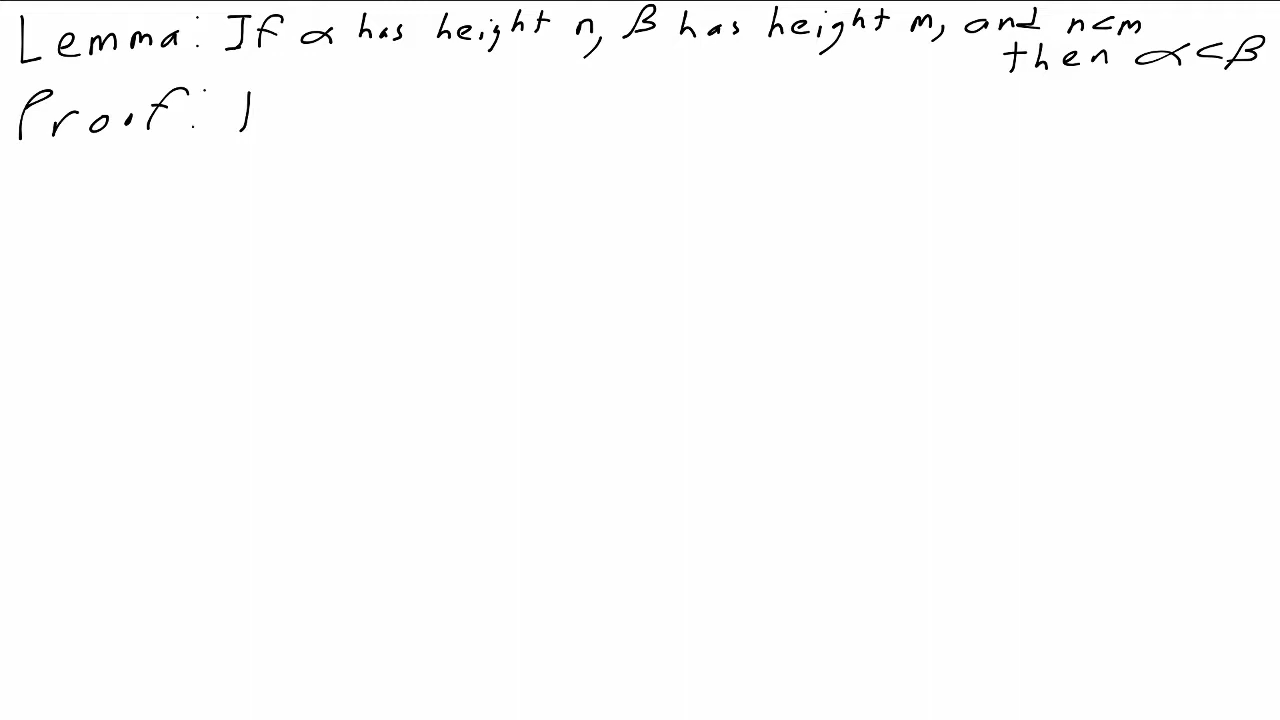 Lemma: If α has height n, β has height m, and n<m
then α<β
Proof: